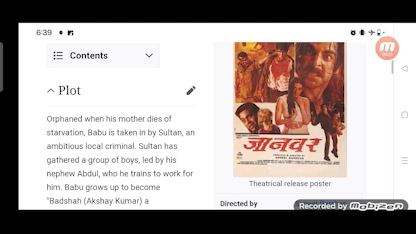 6:39
Contents
Plot
Orphaned when his mother dies of
starvation, Babu is taken in by Sultan, an
ambitious local criminal. Sultan has
gathered a group of boys, led by his
nephew Abdul, who he trains to work for
him. Babu grows up to become
"Badshah (Akshay Kumar) a
जानवर
Theatrical release poster
Directed by
Recorded by
MOBIZEN